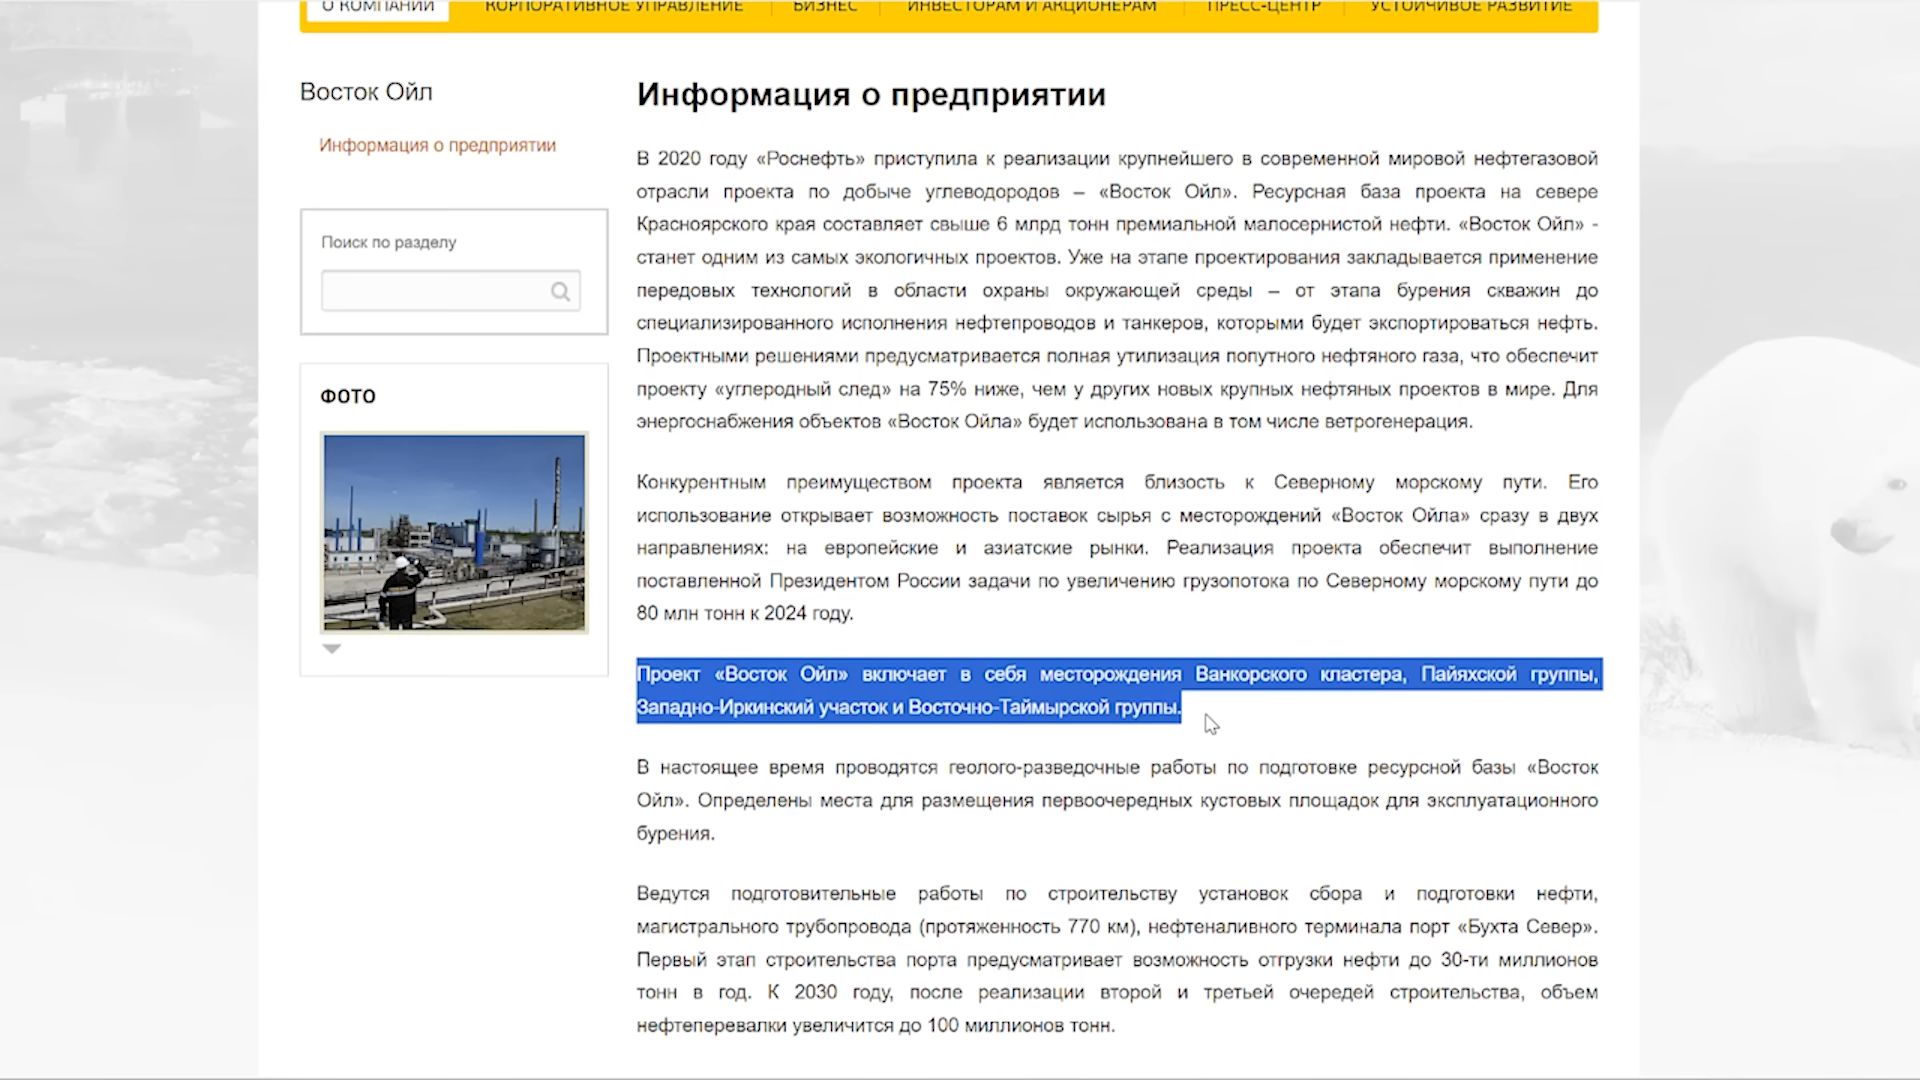 О КОМПАНИИ
КОРПОРАТИВНОЕ УПРАВЛЕНИЕ
БИЗНЕС
ИНВЕСТОРАМ И АКЦИОНЕРАМ
ПРЕСС-ЦЕНТР
УСТОЙЧИВОЕ РАЗВИТИЕ
Восток Ойл
Информация о предприятии
Поиск по разделу
ФОТО
Информация о предприятии
В 2020 году «Роснефть» приступила к реализации крупнейшего в современной мировой нефтегазовой
отрасли проекта по добыче углеводородов – «Восток Ойл». Ресурсная база проекта на севере
Красноярского края составляет свыше 6 млрд тонн премиальной малосернистой нефти. «Восток Ойл» -
станет одним из самых экологичных проектов. Уже на этапе проектирования закладывается применение
передовых технологий в области охраны окружающей среды – от этапа бурения скважин до
специализированного исполнения нефтепроводов и танкеров, которыми будет экспортироваться нефть.
Проектными решениями предусматривается полная утилизация попутного нефтяного газа, что обеспечит
проекту «углеродный след» на 75% ниже, чем у других новых крупных нефтяных проектов в мире. Для
энергоснабжения объектов «Восток Ойла» будет использована в том числе ветрогенерация.
Конкурентным преимуществом проекта является близость к Северному морскому пути. Его
использование открывает возможность поставок сырья с месторождений «Восток Ойла» сразу в двух
направлениях: на европейские и азиатские рынки. Реализация проекта обеспечит выполнение
поставленной Президентом России задачи по увеличению грузопотока по Северному морскому пути до
80 млн тонн к 2024 году.
Проект «Восток Ойл» включает в себя месторождения Ванкорского кластера, Пайяхской группы,
Западно-Иркинский участок и Восточно-Таймырской группы.
В настоящее время проводятся геолого-разведочные работы по подготовке ресурсной базы «Восток
Ойл». Определены места для размещения первоочередных кустовых площадок для эксплуатационного
бурения.
Ведутся подготовительные работы по строительству установок сбора и подготовки нефти,
магистрального трубопровода (протяженность 770 км), нефтеналивного терминала порт «Бухта Север».
Первый этап строительства порта предусматривает возможность отгрузки нефти до 30-ти миллионов
тонн в год. К 2030 году, после реализации второй и третьей очередей строительства, объем
нефтеперевалки увеличится до 100 миллионов тонн.